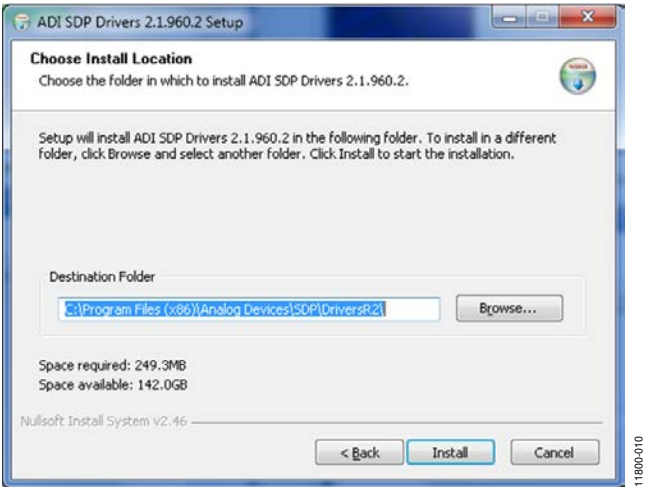 ADI SDP Drivers 2.1.960.2 Setup
Choose Install Location
Choose the folder in which to install ADI SDP Drivers 2.1.960.2.
Setup will install ADI SDP Drivers 2.1.960.2 in the following folder. To install in a different
folder, click Browse and select another folder. Click Install to start the installation.
Destination Folder
C:\Program Files (x86)\Analog Devices\SDP\DriversR2\
Browse...
Space required: 249.3MB
Space available: 142.0GB
Nullsoft Install System v2.46
< Back
Install
Cancel
11800-010